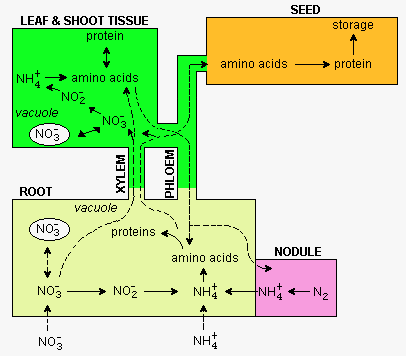 LEAF & SHOOT TISSUE
protein
NH₄⁺
amino acids
NO₂⁻
vacuole
NO₃⁻
NO₃⁻
SEED
storage
amino acids
protein
XYLEM
PHLOEM
ROOT
vacuole
NO₃⁻
proteins
amino acids
NO₃⁻
NO₂⁻
NH₄⁺
NODULE
NH₄⁺
N₂
NO₃⁻
NH₄⁺